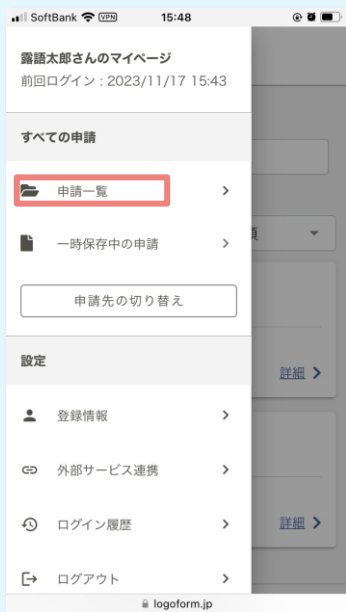 SoftBank VPN 15:48
露語太郎さんのマイページ
前回ログイン : 2023/11/17 15:43
すべての申請
申請一覧
一時保存中の申請
申請先の切り替え
設定
詳細
登録情報
外部サービス連携
ログイン履歴
詳細
ログアウト
logoform.jp